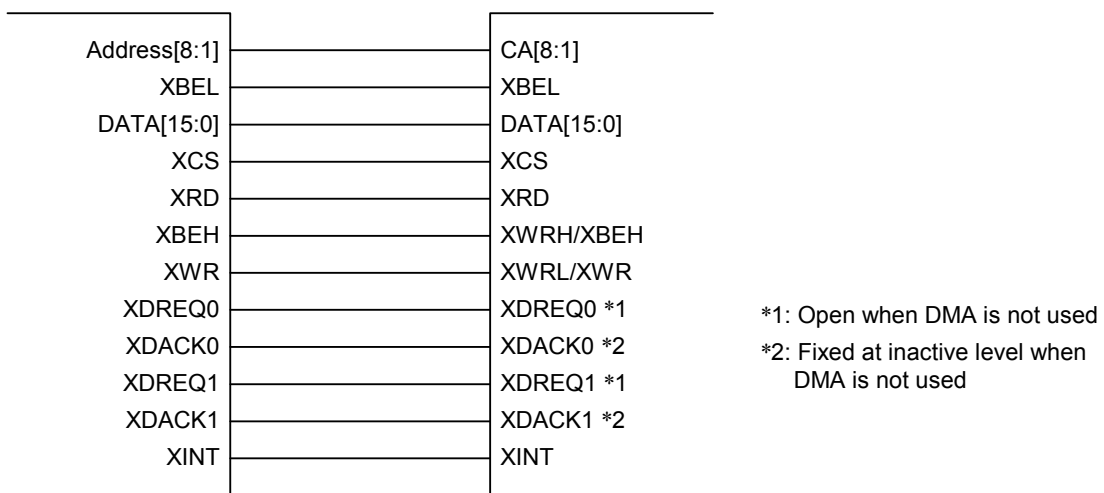 Address[8:1] CA[8:1]
XBEL XBEL
DATA[15:0] DATA[15:0]
XCS XCS
XRD XRD
XBEH XWRH/XBEH
XWR XWRL/XWR
XDREQ0 XDREQ0 *1
XDACK0 XDACK0 *2
XDREQ1 XDREQ1 *1
XDACK1 XDACK1 *2
XINT XINT
*1: Open when DMA is not used
*2: Fixed at inactive level when
DMA is not used